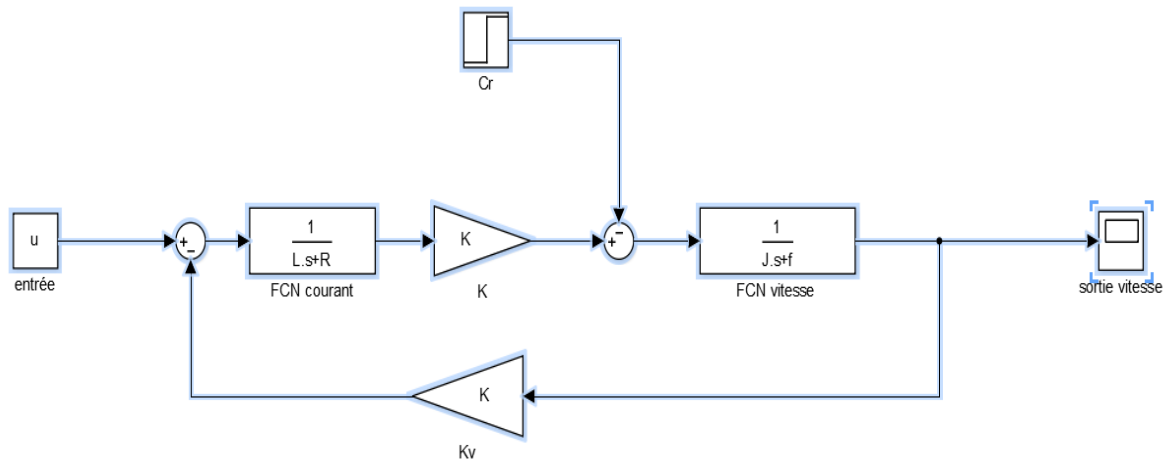 Cr
u
entrée
+
−
1
L.s+R
FCN courant
K
K
+
−
1
J.s+f
FCN vitesse
sortie vitesse
K
Kv